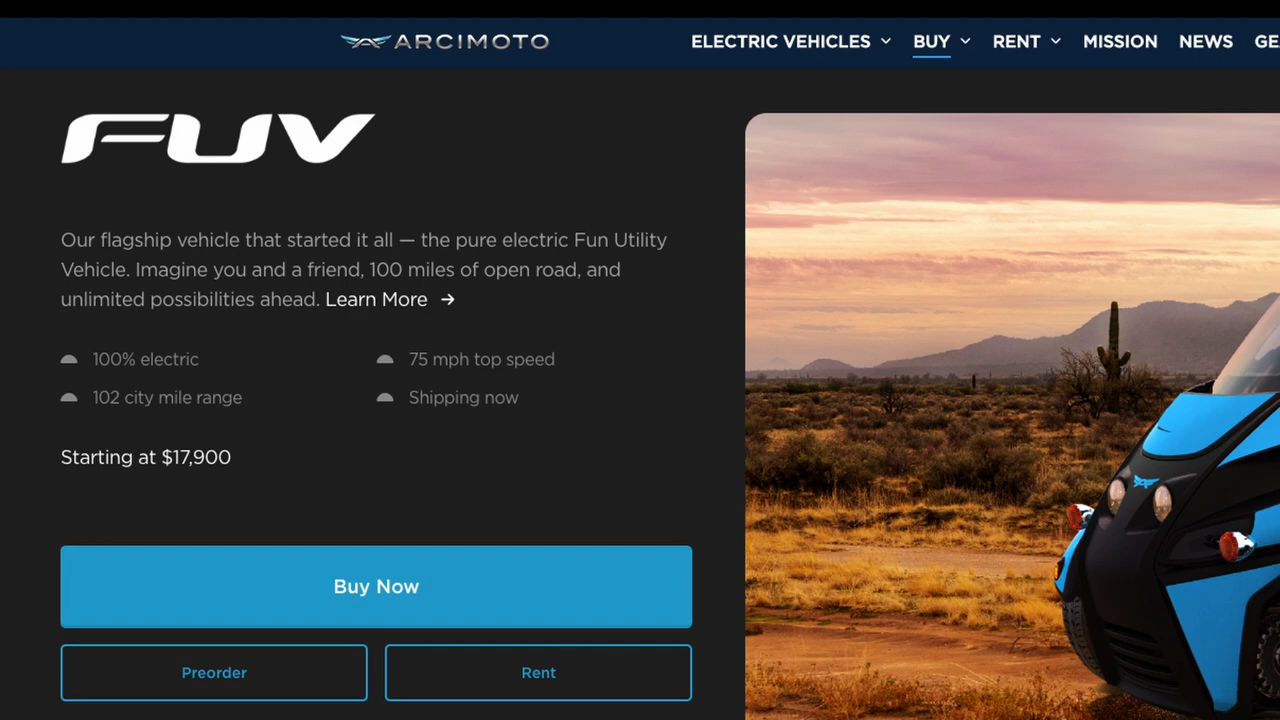 ARCIMOTO
ELECTRIC VEHICLES
BUY
RENT
MISSION
NEWS
GE
FUV
Our flagship vehicle that started it all — the pure electric Fun Utility
Vehicle. Imagine you and a friend, 100 miles of open road, and
unlimited possibilities ahead. Learn More →
100% electric
75 mph top speed
102 city mile range
Shipping now
Starting at $17,900
Buy Now
Preorder
Rent